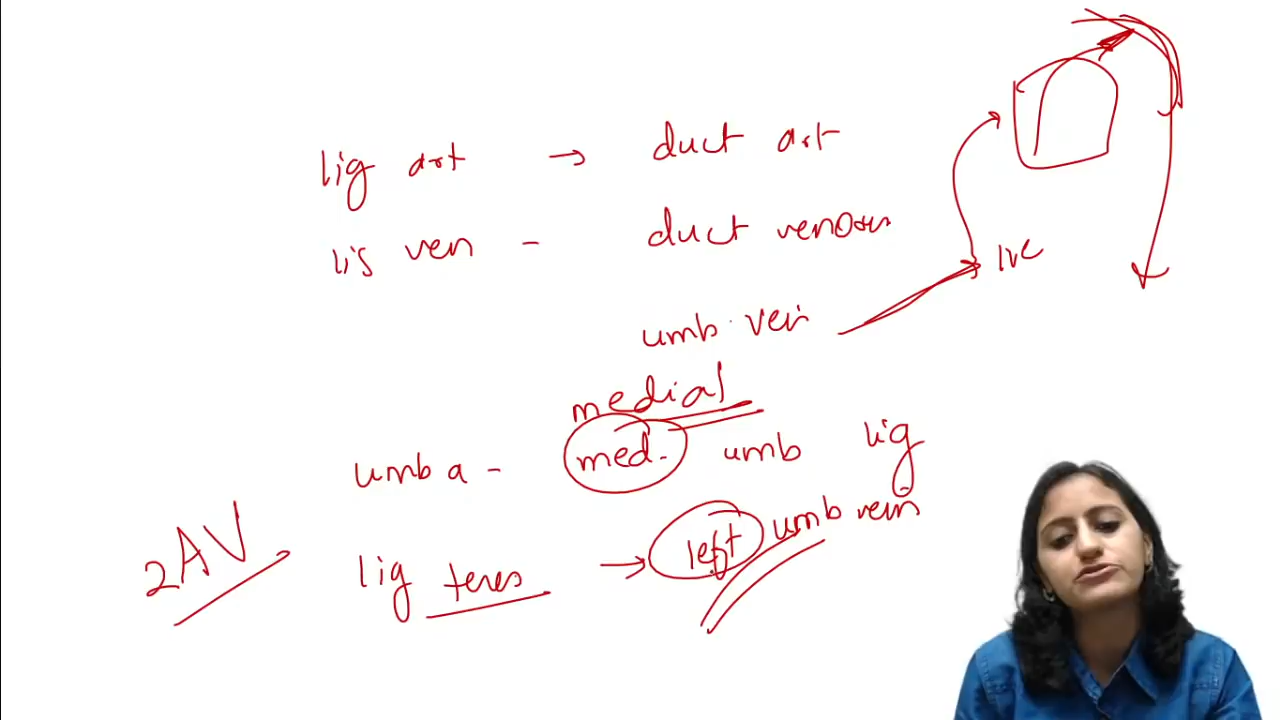 lig art → duct art
lig ven - duct venosus
IVC
umb. vein
medial
umb a - med. umb lig
2AV
lig teres → left umb vein